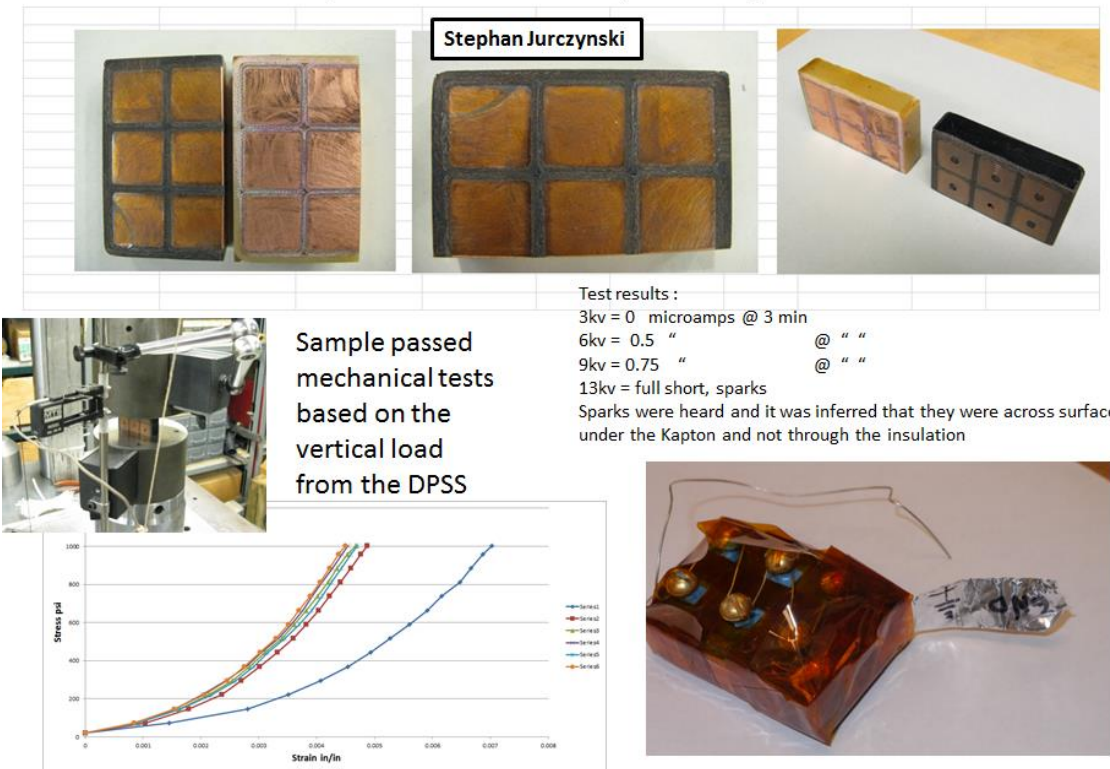 Stephan Jurczynski
Test results :
3kv = 0 microamps @ 3 min
6kv = 0.5 “ @ “ “
9kv = 0.75 “ @ “ “
13kv = full short, sparks
Sparks were heard and it was inferred that they were across surface
under the Kapton and not through the insulation
Sample passed
mechanical tests
based on the
vertical load
from the DPSS
MTS
1000
800
600
400
200
0
Stress psi
0 0.001 0.002 0.003 0.004 0.005 0.006 0.007 0.008
Strain in/in
Series1
Series2
Series3
Series4
Series5
Series6
GND